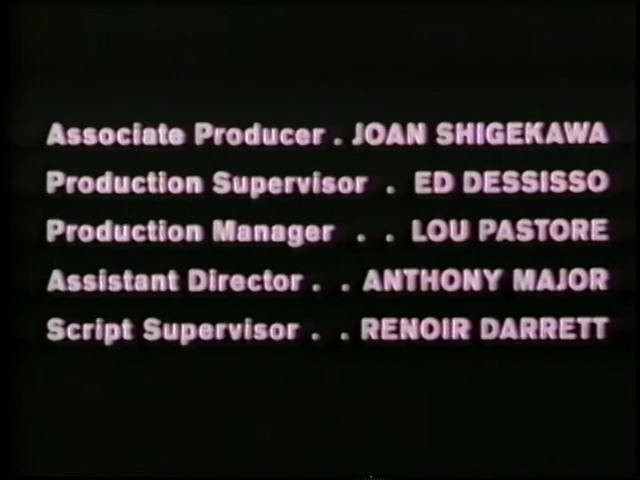 Associate Producer . JOAN SHIGEKAWA
Production Supervisor . ED DESSISSO
Production Manager . . LOU PASTORE
Assistant Director . . ANTHONY MAJOR
Script Supervisor . . RENOIR DARRETT